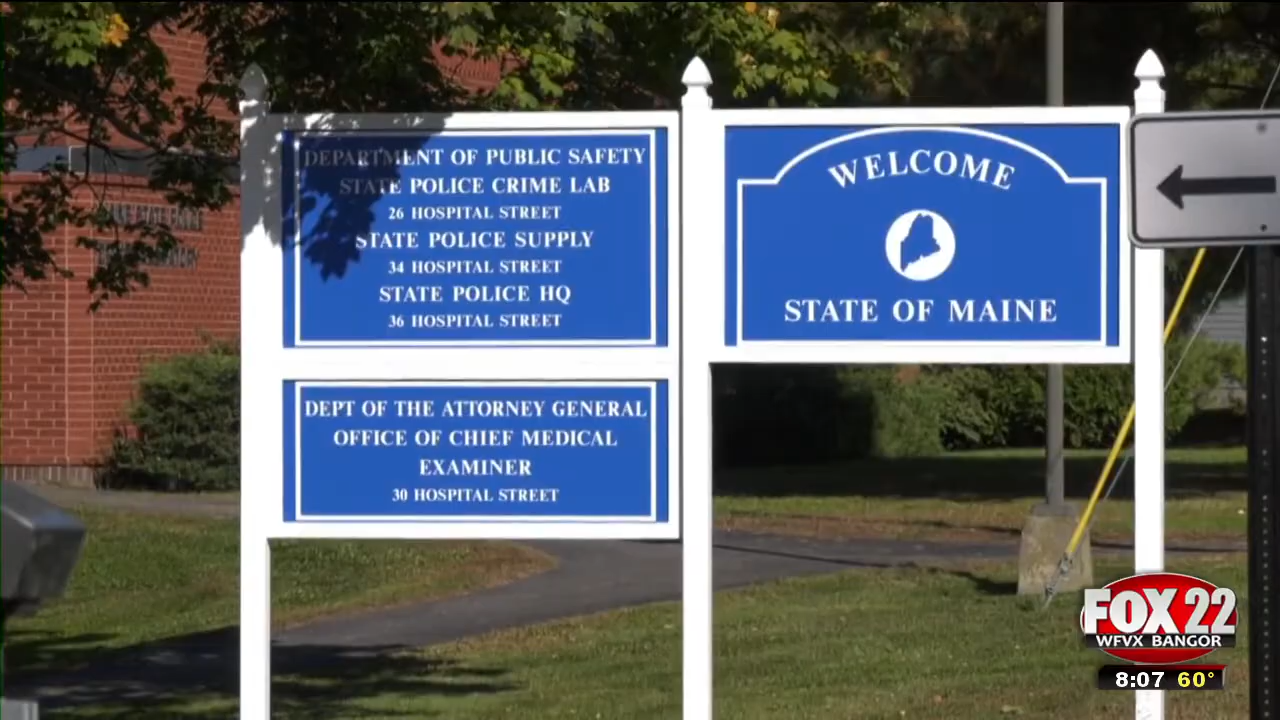 DEPARTMENT OF PUBLIC SAFETY
STATE POLICE CRIME LAB
26 HOSPITAL STREET
STATE POLICE SUPPLY
34 HOSPITAL STREET
STATE POLICE HQ
36 HOSPITAL STREET
DEPT OF THE ATTORNEY GENERAL
OFFICE OF CHIEF MEDICAL
EXAMINER
30 HOSPITAL STREET
WELCOME
STATE OF MAINE
FOX 22
WFVX BANGOR
8:07 60°